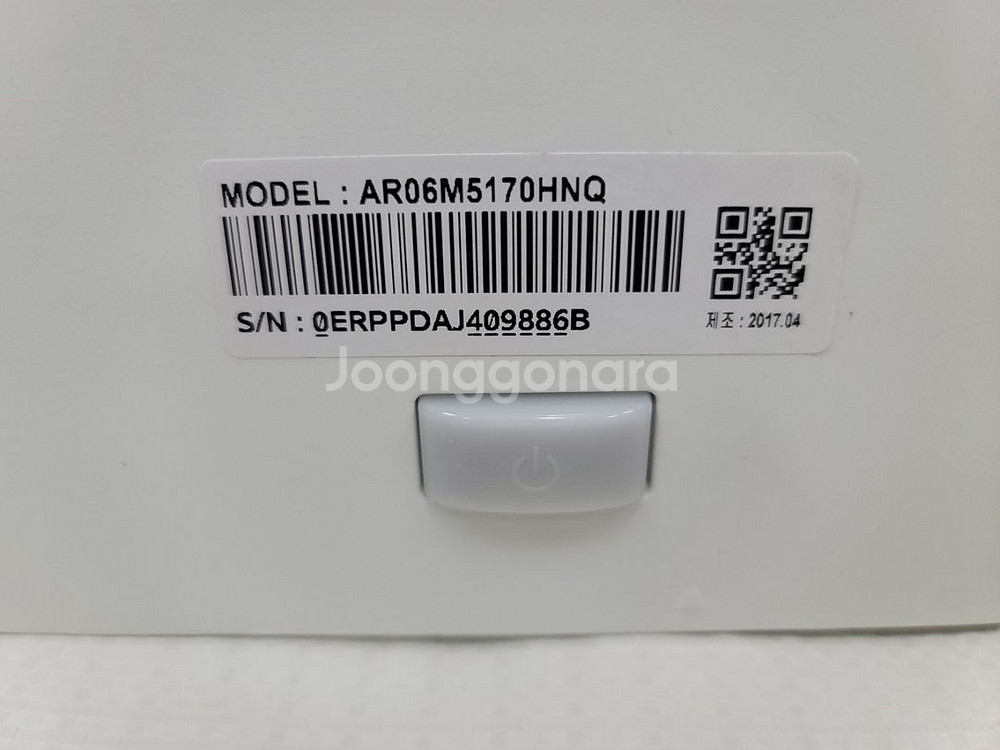 MODEL : AR06M5170HNQ
S/N : 0ERPPDAJ409886B
제조 : 2017.04
Joonggonara